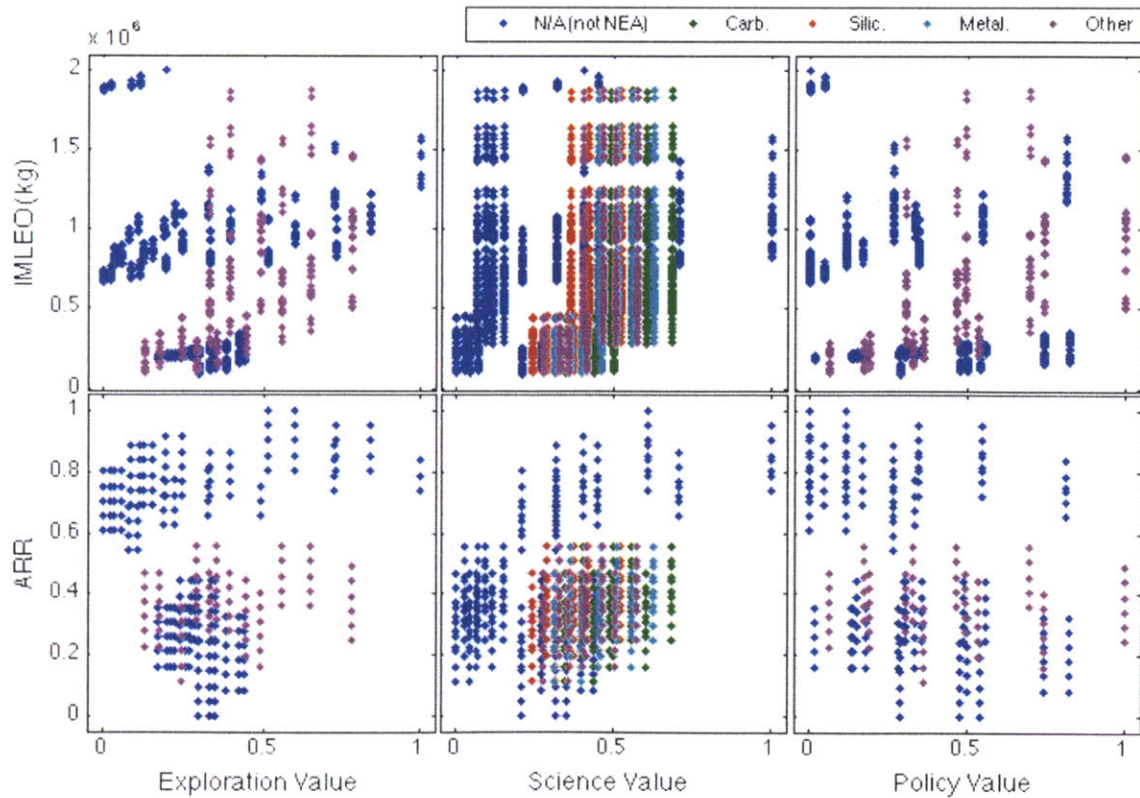 N/A(not NEA) Carb. Silic. Metal. Other
x 10^6
2
1.5
1
0.5
0
IMLEO(kg)
1
0.8
0.6
0.4
0.2
0
ARR
0 0.5 1 0 0.5 1 0 0.5 1
Exploration Value Science Value Policy Value